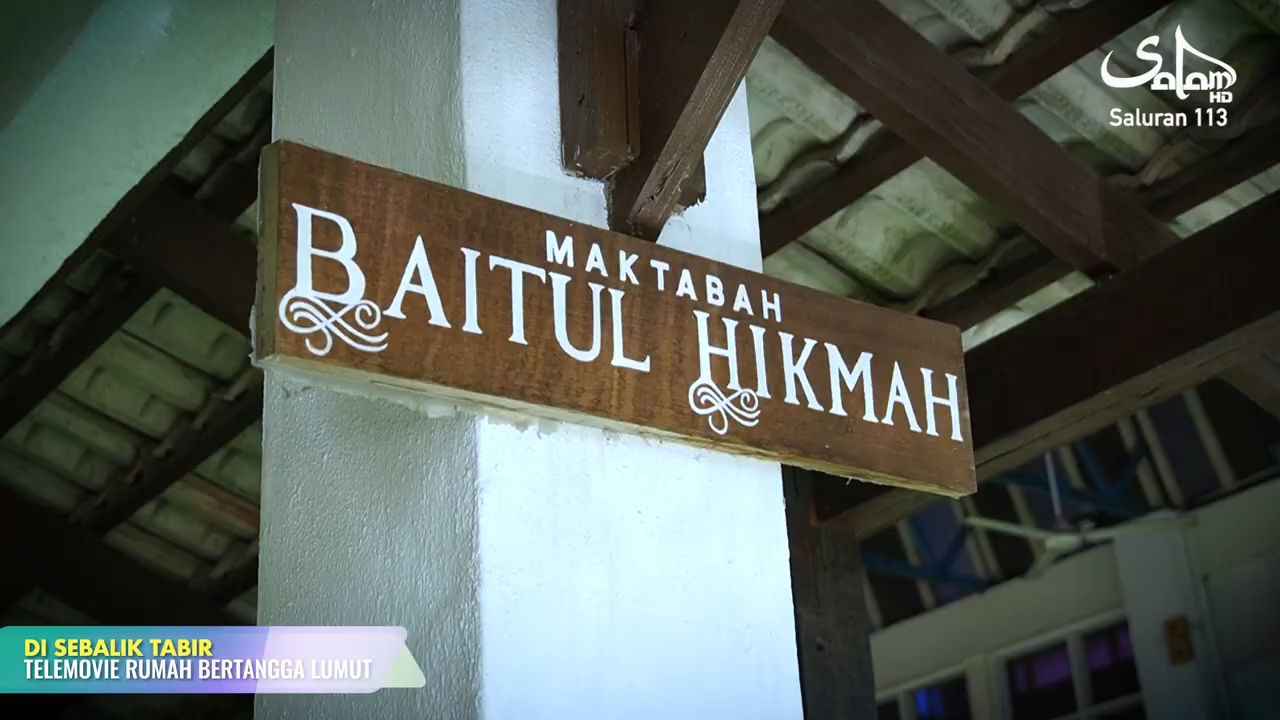 Salam
HD
Saluran 113
MAKTABAH
BAITUL HIKMAH
DI SEBALIK TABIR
TELEMOVIE RUMAH BERTANGGA LUMUT